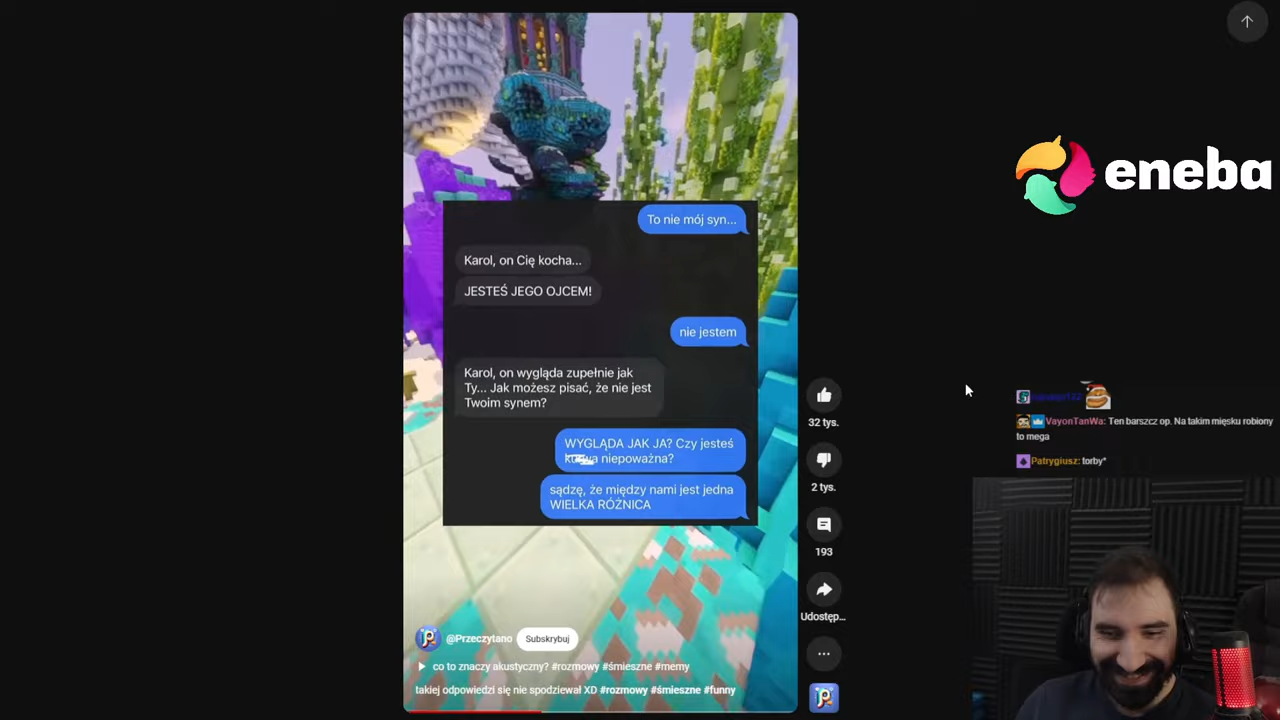 To nie mój syn...
Karol, on Cię kocha...
JESTEŚ JEGO OJCEM!
nie jestem
Karol, on wygląda zupełnie jak
Ty... Jak możesz pisać, że nie jest
Twoim synem?
WYGLĄDA JAK JA? Czy jesteś
niepoważna?
sądzę, że między nami jest jedna
WIELKA RÓŻNICA
32 tys.
2 tys.
193
Udostęp...
@Przeczytano Subskrybuj
co to znaczy akustyczny? #rozmowy #śmieszne #memy
takiej odpowiedzi się nie spodziewał XD #rozmowy #śmieszne #funny
eneba
VayonTanWa: Ten barszcz op. Na takim mięsku robiony
to mega
Patrygiusz: torby*